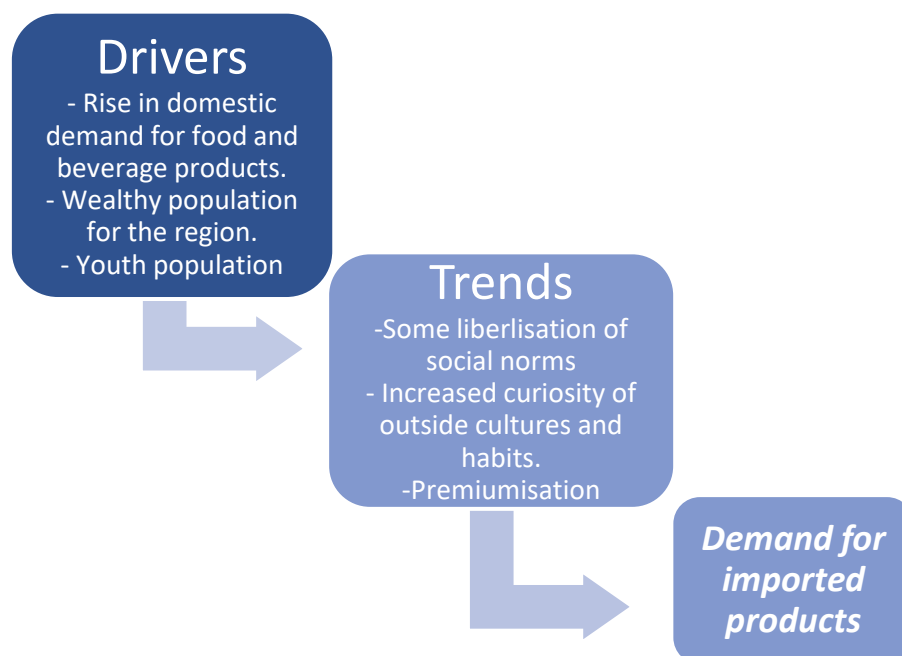 Drivers
- Rise in domestic
demand for food and
beverage products.
- Wealthy population
for the region.
- Youth population
Trends
-Some liberlisation of
social norms
- Increased curiosity of
outside cultures and
habits.
-Premiumisation
Demand for
imported
products